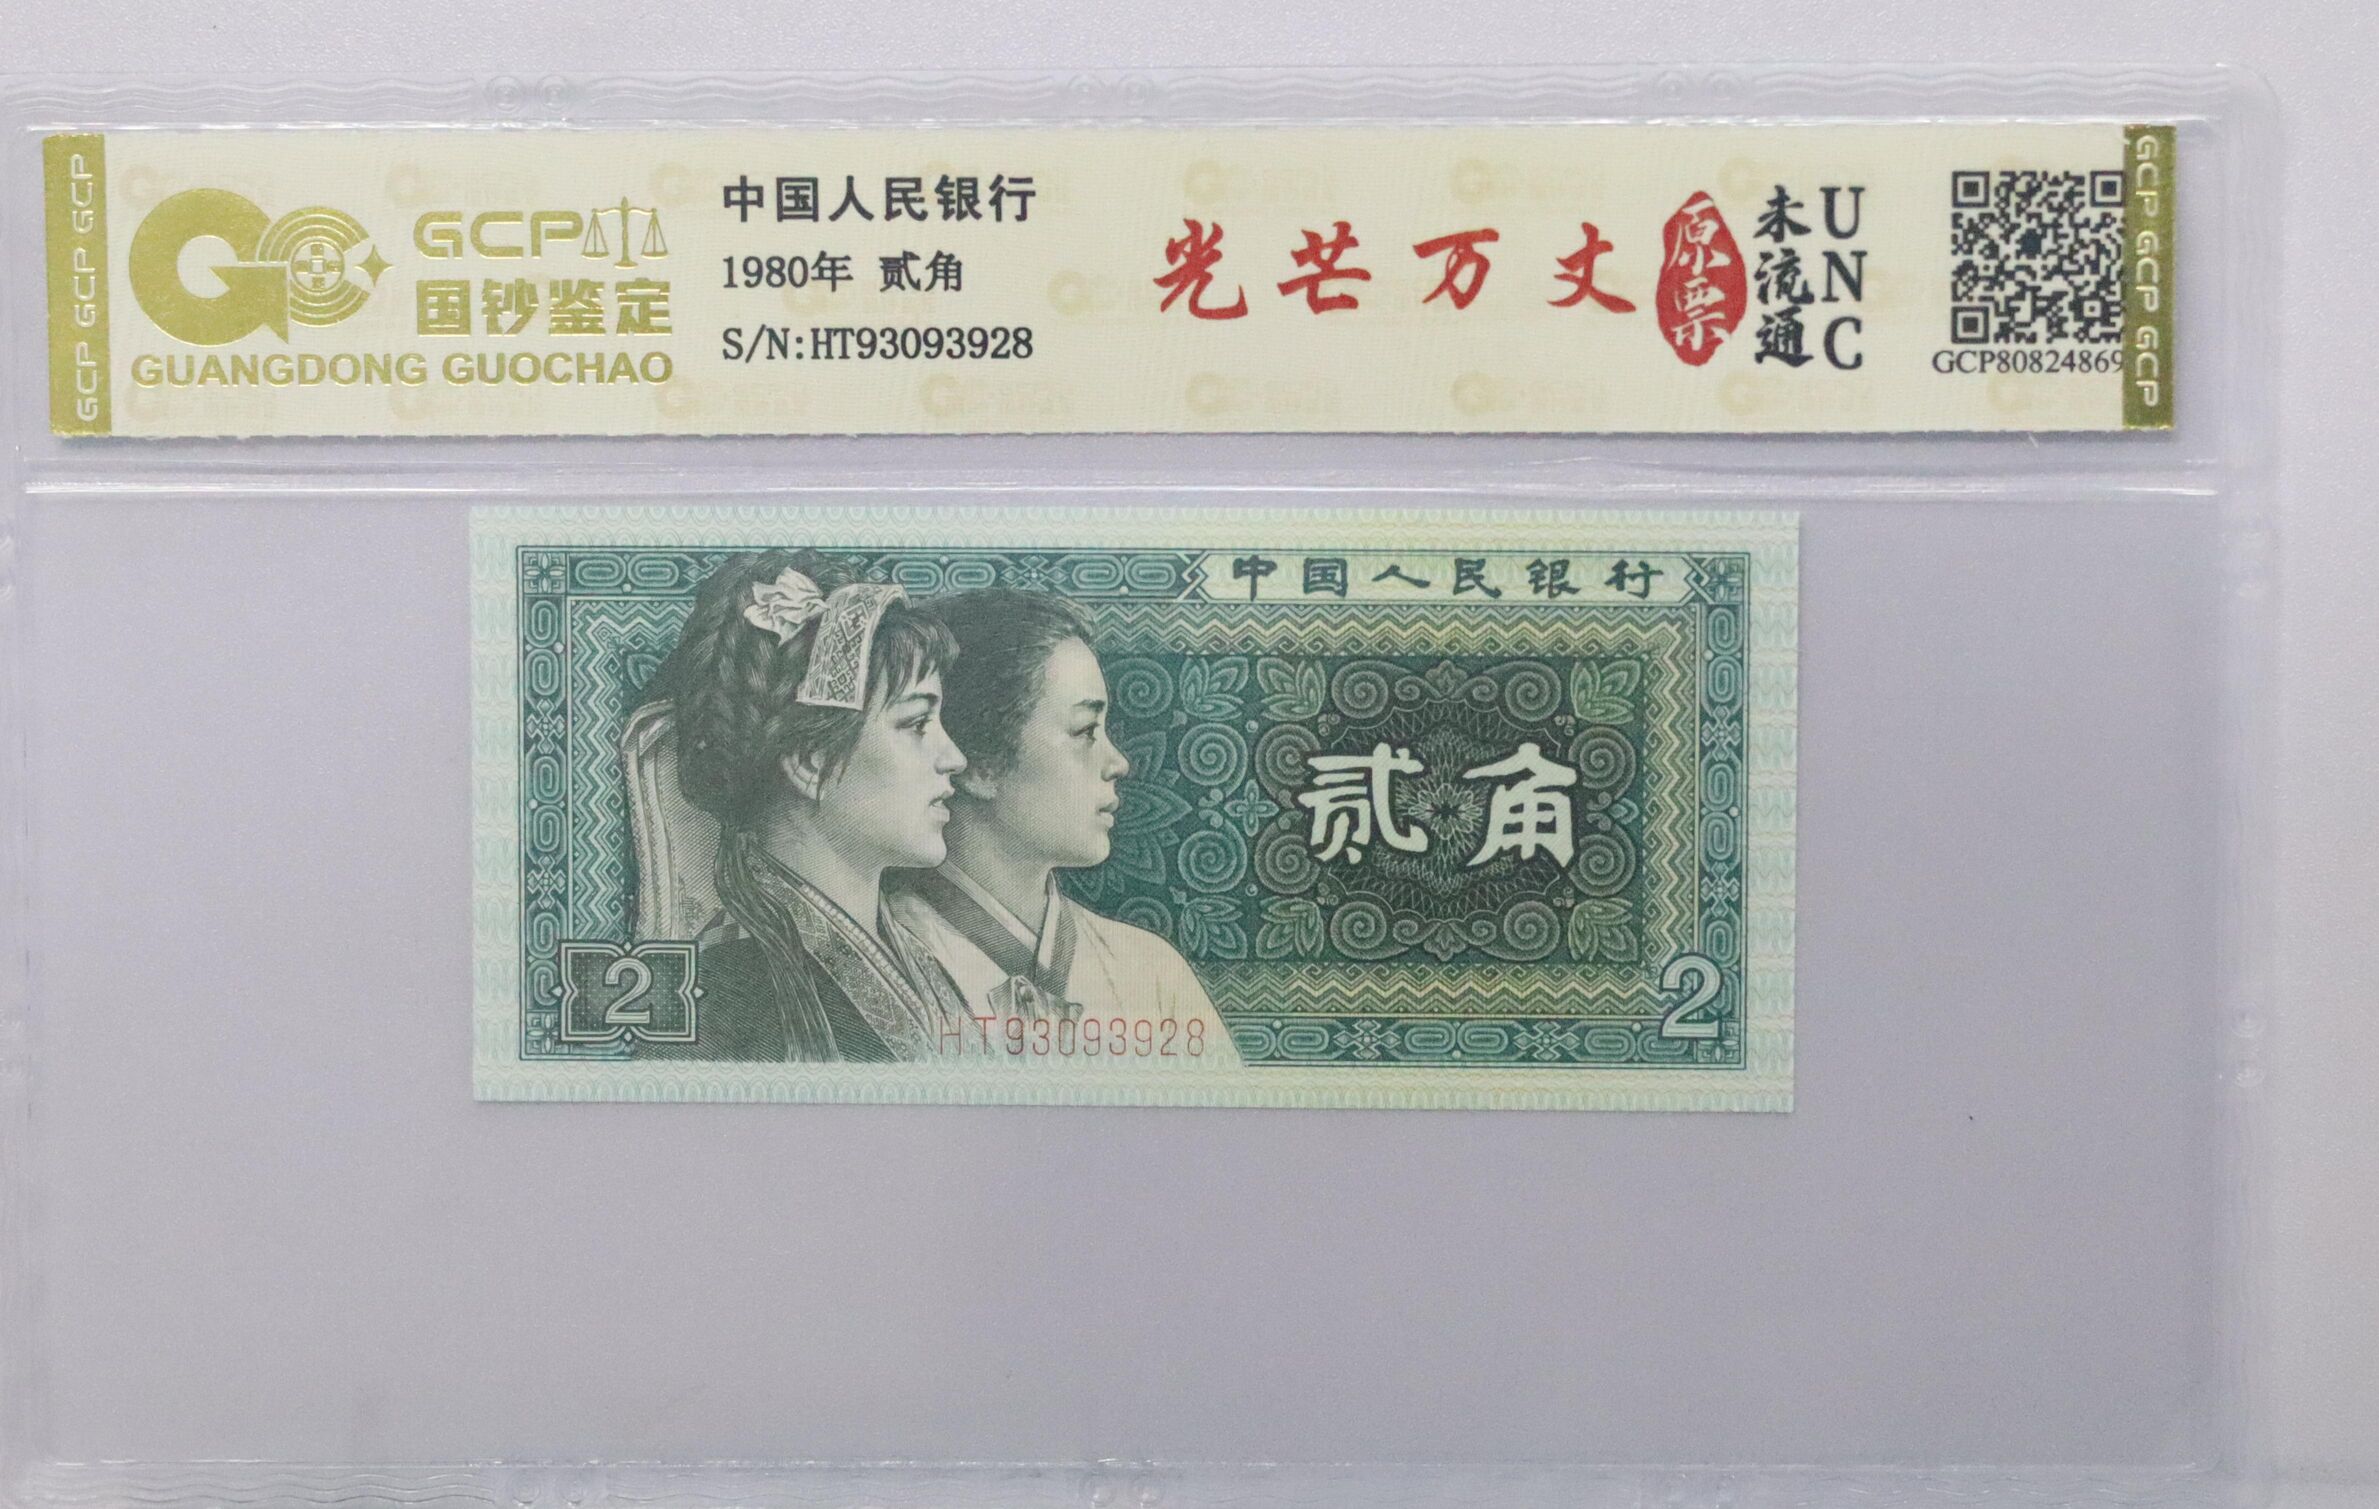 GCP GCP GCP
GCP
国钞鉴定
GUANGDONG GUOCHAO
中国人民银行
1980年 贰角
S/N:HT93093928
光芒万丈
原票
未流通
UNC
GCP80824869
GCP GCP GCP
中国人民银行
贰角
2
HT93093928
2